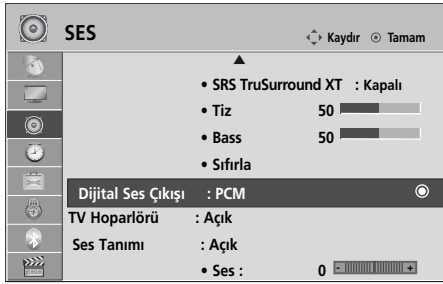 SES
Kaydır Tamam
• SRS TruSurround XT : Kapalı
• Tiz 50
• Bass 50
• Sıfırla
Dijital Ses Çıkışı : PCM
TV Hoparlörü : Açık
Ses Tanımı : Açık
• Ses : 0 - +